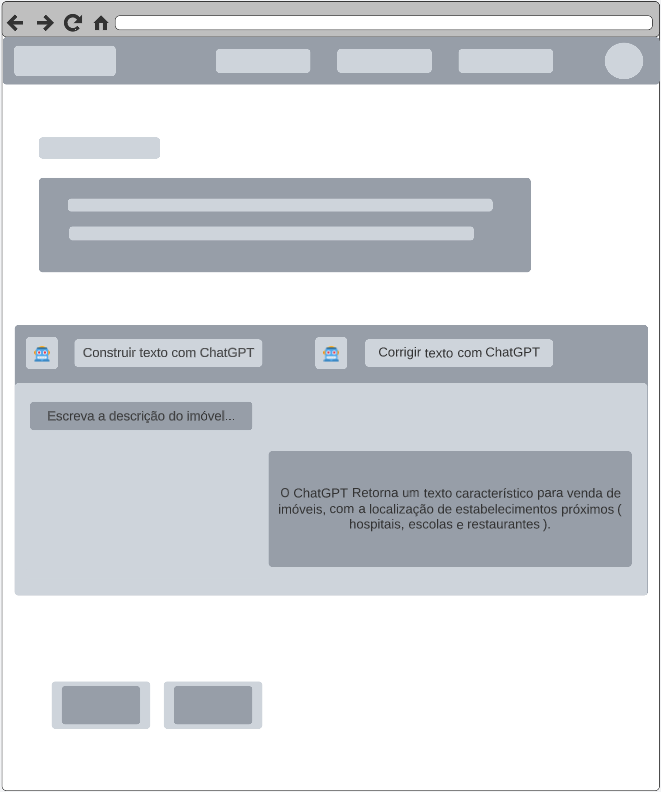 Construir texto com ChatGPT
Corrigir texto com ChatGPT
Escreva a descrição do imóvel...
O ChatGPT Retorna um texto característico para venda de
imóveis, com a localização de estabelecimentos próximos (
hospitais, escolas e restaurantes ).